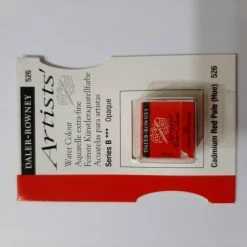 DALER-ROWNEY
Artists'
Water Colour
Aquarelle extra-fine
Feinste Künstleraquarellfarbe
Acuarelas para artistas
Series B *** Opaque
526
Cadmium Red Pale (Hue)
526